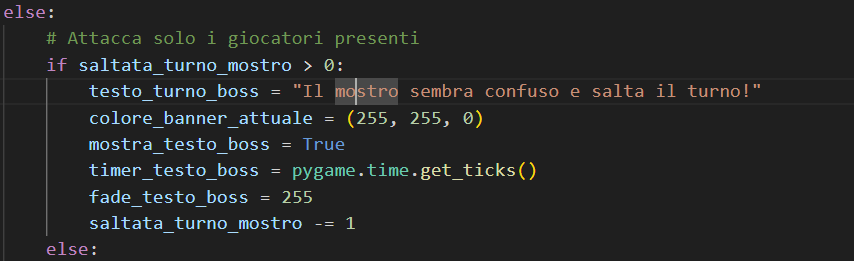 else:
# Attacca solo i giocatori presenti
if saltata_turno_mostro > 0:
testo_turno_boss = "Il mostro sembra confuso e salta il turno!"
colore_banner_attuale = (255, 255, 0)
mostra_testo_boss = True
timer_testo_boss = pygame.time.get_ticks()
fade_testo_boss = 255
saltata_turno_mostro -= 1
else: